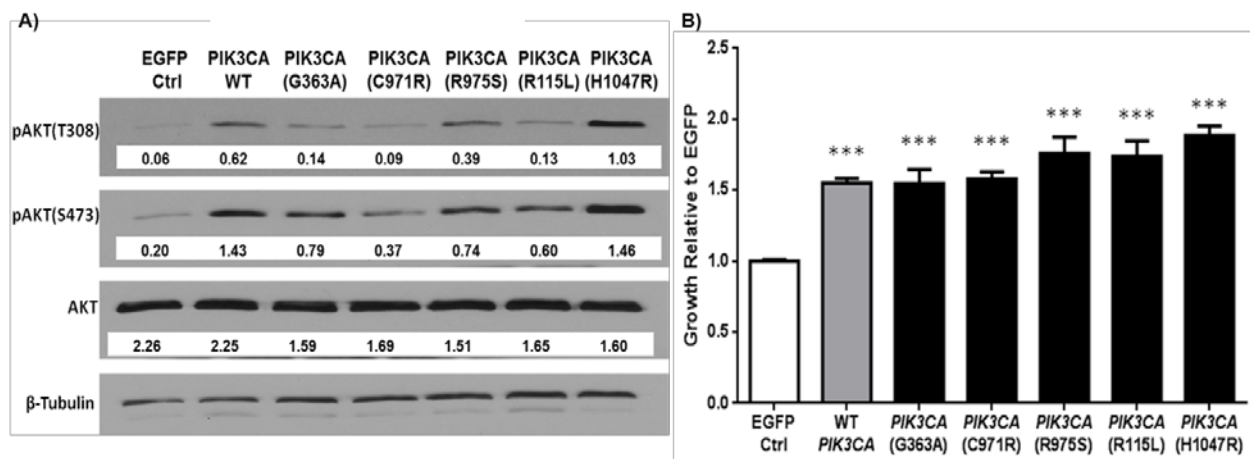 A)
EGFP PIK3CA PIK3CA PIK3CA PIK3CA PIK3CA PIK3CA
Ctrl WT (G363A) (C971R) (R975S) (R115L) (H1047R)
pAKT(T308)
0.06 0.62 0.14 0.09 0.39 0.13 1.03
pAKT(S473)
0.20 1.43 0.79 0.37 0.74 0.60 1.46
AKT
2.26 2.25 1.59 1.69 1.51 1.65 1.60
β-Tubulin
B)
Growth Relative to EGFP
2.5
2.0
1.5
1.0
0.5
0.0
*** *** *** *** *** ***
EGFP WT PIK3CA PIK3CA PIK3CA PIK3CA PIK3CA
Ctrl PIK3CA (G363A) (C971R) (R975S) (R115L) (H1047R)